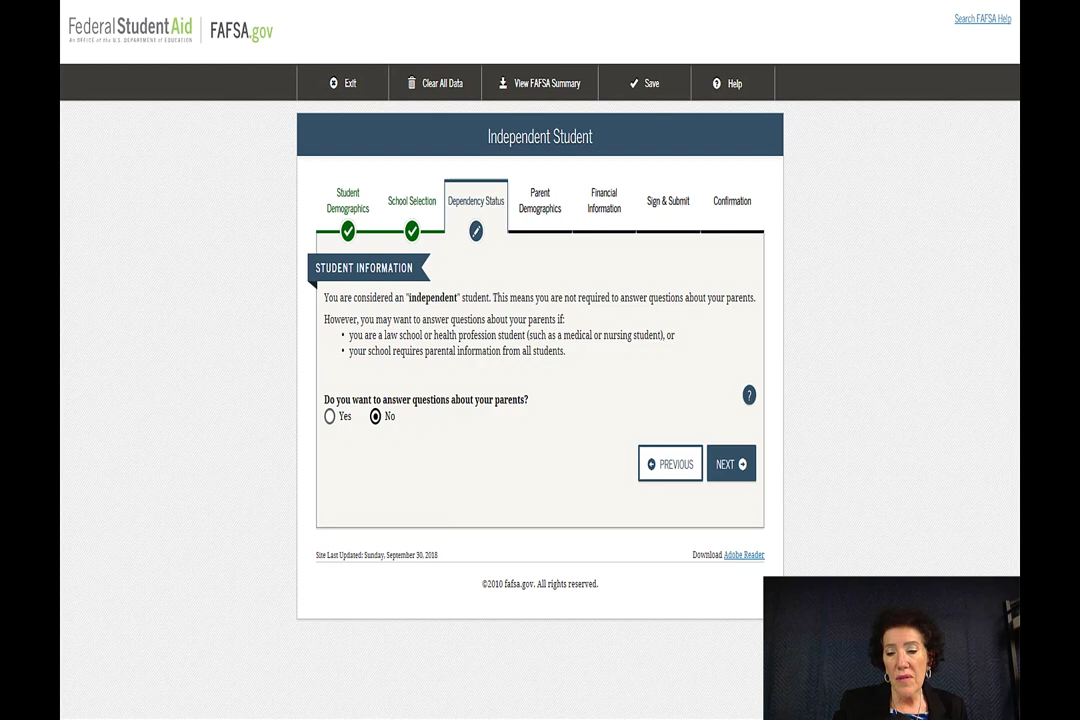 Federal Student Aid
An OFFICE of the U.S. DEPARTMENT of EDUCATION
FAFSA.gov
Search FAFSA Help
Exit
Clear All Data
View FAFSA Summary
Save
Help
Independent Student
Student
Demographics
School Selection
Dependency Status
Parent
Demographics
Financial
Information
Sign & Submit
Confirmation
STUDENT INFORMATION
You are considered an "independent" student. This means you are not required to answer questions about your parents.
However, you may want to answer questions about your parents if:
• you are a law school or health profession student (such as a medical or nursing student), or
• your school requires parental information from all students.
Do you want to answer questions about your parents?
?
Yes No
PREVIOUS
NEXT
Site Last Updated: Sunday, September 30, 2018
Download Adobe Reader
©2010 fafsa.gov. All rights reserved.